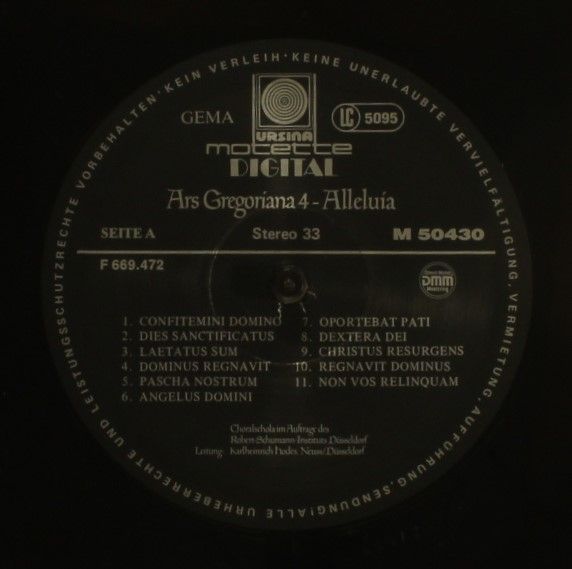 KEINE UNERLAUBTE VERVIELFÄLTIGUNG, VERMIETUNG, AUFFÜHRUNG, SENDUNG! ALLE URHEBERRECHTE UND LEISTUNGSSCHUTZRECHTE VORBEHALTEN · KEIN VERLEIH ·
GEMA
LC 5095
URSINA
motette
DIGITAL
Ars Gregoriana 4 - Alleluia
SEITE A
Stereo 33
M 50430
F 669.472
DMM
1. CONFITEMINI DOMINO
2. DIES SANCTIFICATUS
3. LAETATUS SUM
4. DOMINUS REGNAVIT
5. PASCHA NOSTRUM
6. ANGELUS DOMINI
7. OPORTEBAT PATI
8. DEXTERA DEI
9. CHRISTUS RESURGENS
10. REGNAVIT DOMINUS
11. NON VOS RELINQUAM
Choralschola im Auftrage des
Robert-Schumann-Instituts Düsseldorf
Leitung: Karlheinrich Hodes, Neuss/Düsseldorf